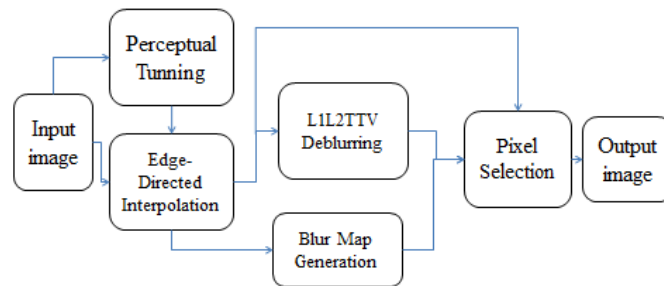 Perceptual
Tunning
Input
image
Edge-
Directed
Interpolation
L1L2TTV
Deblurring
Blur Map
Generation
Pixel
Selection
Output
image